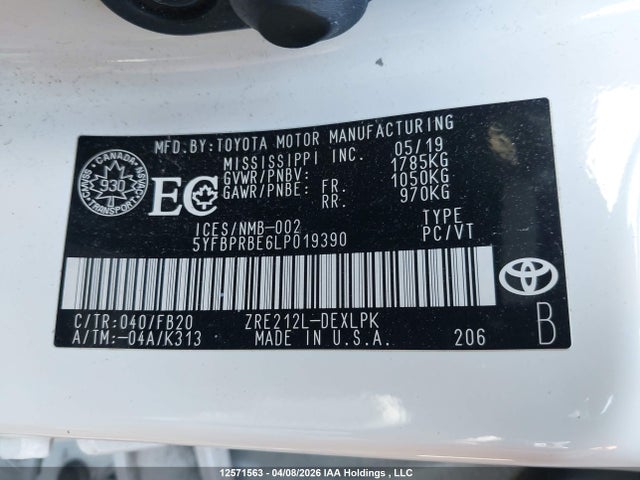 MFD.BY:TOYOTA MOTOR MANUFACTURING
MISSISSIPPI INC. 05/19
GVWR/PNBV: 1785KG
GAWR/PNBE: FR. 1050KG
RR. 970KG
CANADA
930
TRANSPORT
CMVSS
NSVAC
EC
ICES/NMB-002
5YFBPRBE6LP019390
TYPE
PC/VT
C/TR:040/FB20 ZRE212L-DEXLPK
A/TM:-04A/K313 MADE IN U.S.A. 206
B
12571563 - 04/08/2026 IAA Holdings , LLC